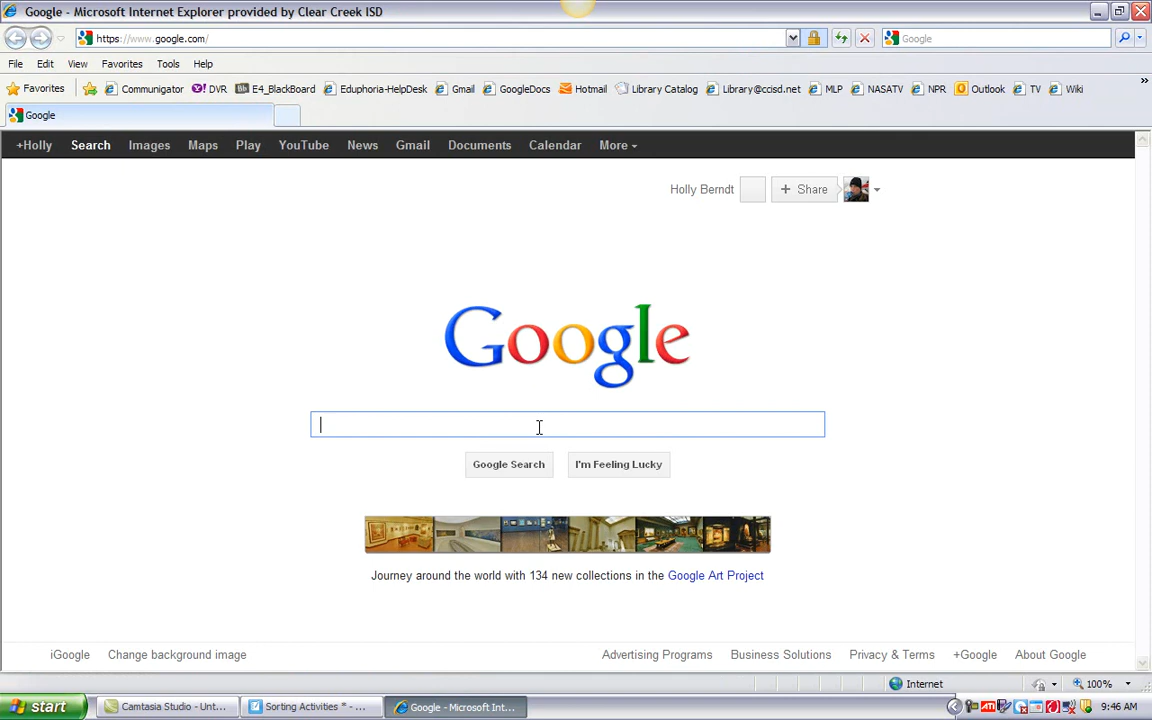 Google - Microsoft Internet Explorer provided by Clear Creek ISD
https://www.google.com/
Google
File Edit View Favorites Tools Help
Favorites Communigator DVR E4_BlackBoard Eduphoria-HelpDesk Gmail GoogleDocs Hotmail Library Catalog Library@ccisd.net MLP NASATV NPR Outlook TV Wiki
Google
+Holly Search Images Maps Play YouTube News Gmail Documents Calendar More
Holly Berndt + Share
Google
Google Search I'm Feeling Lucky
Journey around the world with 134 new collections in the Google Art Project
iGoogle Change background image Advertising Programs Business Solutions Privacy & Terms +Google About Google
Internet 100%
start Camtasia Studio - Unt... Sorting Activities * - ... Google - Microsoft Int... ATI 9:46 AM